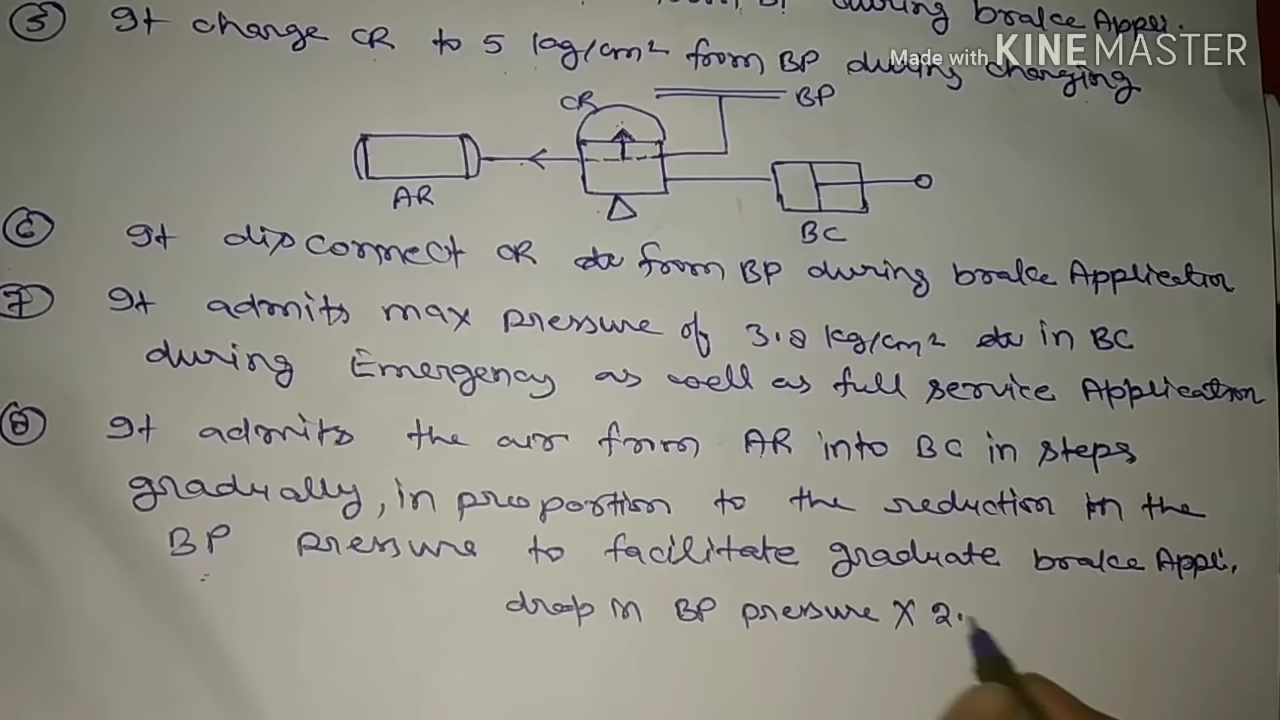 during brake Appli.
Made with KINEMASTER
⑤ It charge CR to 5 kg/cm² from BP during charging
CR BP
AR
BC
⑥ It disconnect CR from BP during brake Application
⑦ It admits max pressure of 3.8 kg/cm² in BC
during Emergency as well as full service Application
⑧ It admits the air from AR into BC in steps
gradually, in proportion to the reduction in the
BP pressure to facilitate graduate brake Appli.
drop in BP pressure X 2.